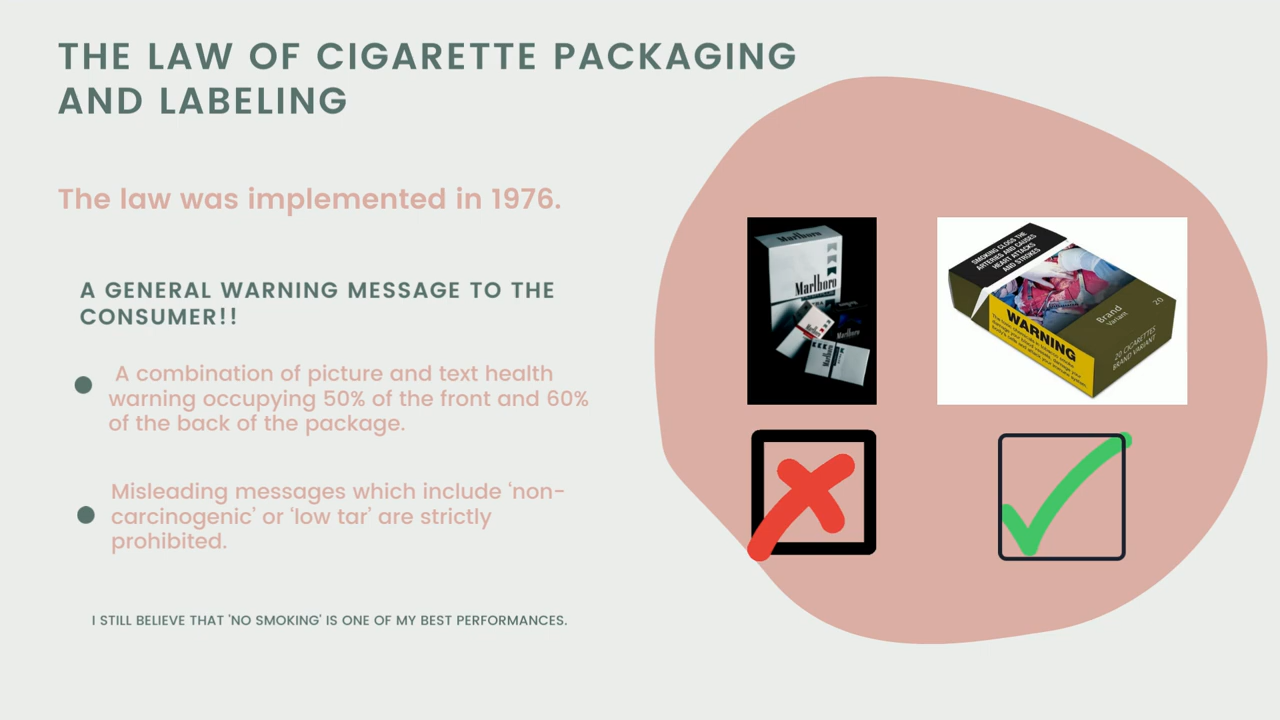 THE LAW OF CIGARETTE PACKAGING
AND LABELING
The law was implemented in 1976.
A GENERAL WARNING MESSAGE TO THE
CONSUMER!!
A combination of picture and text health
warning occupying 50% of the front and 60%
of the back of the package.
Misleading messages which include ‘non-
carcinogenic’ or ‘low tar’ are strictly
prohibited.
I STILL BELIEVE THAT 'NO SMOKING' IS ONE OF MY BEST PERFORMANCES.
Marlboro
Marlboro
Marlboro
Marlboro
SMOKING CLOGS THE
ARTERIES AND CAUSES
HEART ATTACKS
AND STROKES
WARNING
Brand
Variant
20
20 CIGARETTES
BRAND VARIANT